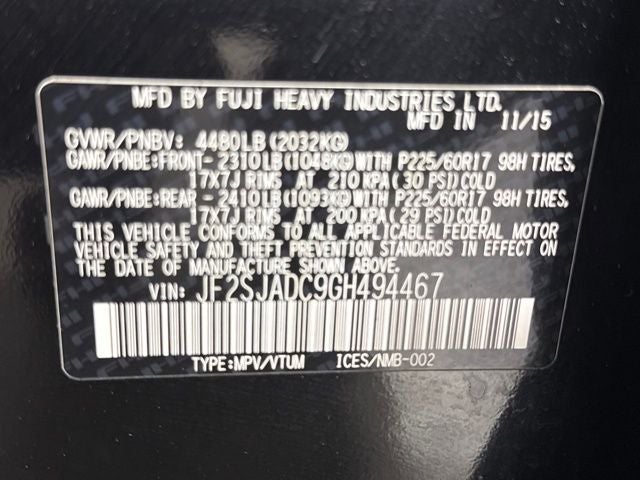 MFD BY FUJI HEAVY INDUSTRIES LTD.
MFD IN 11/15
GVWR/PNBV: 4480LB(2032KG)
GAWR/PNBE:FRONT-2310LB(1048KG)WITH P225/60R17 98H TIRES,
17X7J RIMS AT 210 KPA(30 PSI)COLD
GAWR/PNBE:REAR -2410LB(1093KG)WITH P225/60R17 98H TIRES,
17X7J RIMS AT 200 KPA(29 PSI)COLD
THIS VEHICLE CONFORMS TO ALL APPLICABLE FEDERAL MOTOR
VEHICLE SAFETY AND THEFT PREVENTION STANDARDS IN EFFECT ON
THE DATE OF MANUFACTURE SHOWN ABOVE.
VIN: JF2SJADC9GH494467
TYPE:MPV/VTUM ICES/NMB-002